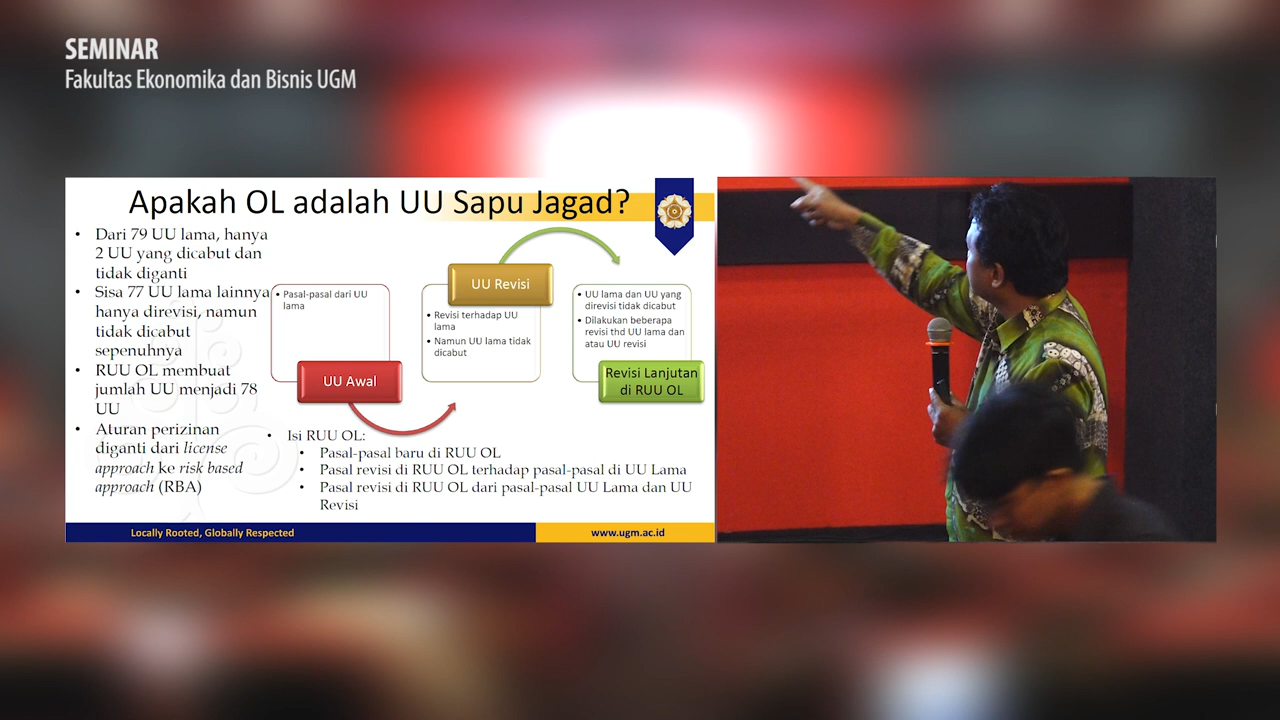 SEMINAR
Fakultas Ekonomika dan Bisnis UGM
Apakah OL adalah UU Sapu Jagad?
• Dari 79 UU lama, hanya
2 UU yang dicabut dan
tidak diganti
• Sisa 77 UU lama lainnya
hanya direvisi, namun
tidak dicabut
sepenuhnya
• RUU OL membuat
jumlah UU menjadi 78
UU
• Aturan perizinan
diganti dari license
approach ke risk based
approach (RBA)
• Pasal-pasal dari UU
lama
UU Awal
UU Revisi
• Revisi terhadap UU
lama
• Namun UU lama tidak
dicabut
• UU lama dan UU yang
direvisi tidak dicabut
• Dilakukan beberapa
revisi thd UU lama dan
atau UU revisi
Revisi Lanjutan
di RUU OL
• Isi RUU OL:
• Pasal-pasal baru di RUU OL
• Pasal revisi di RUU OL terhadap pasal-pasal di UU Lama
• Pasal revisi di RUU OL dari pasal-pasal UU Lama dan UU
Revisi
Locally Rooted, Globally Respected
www.ugm.ac.id